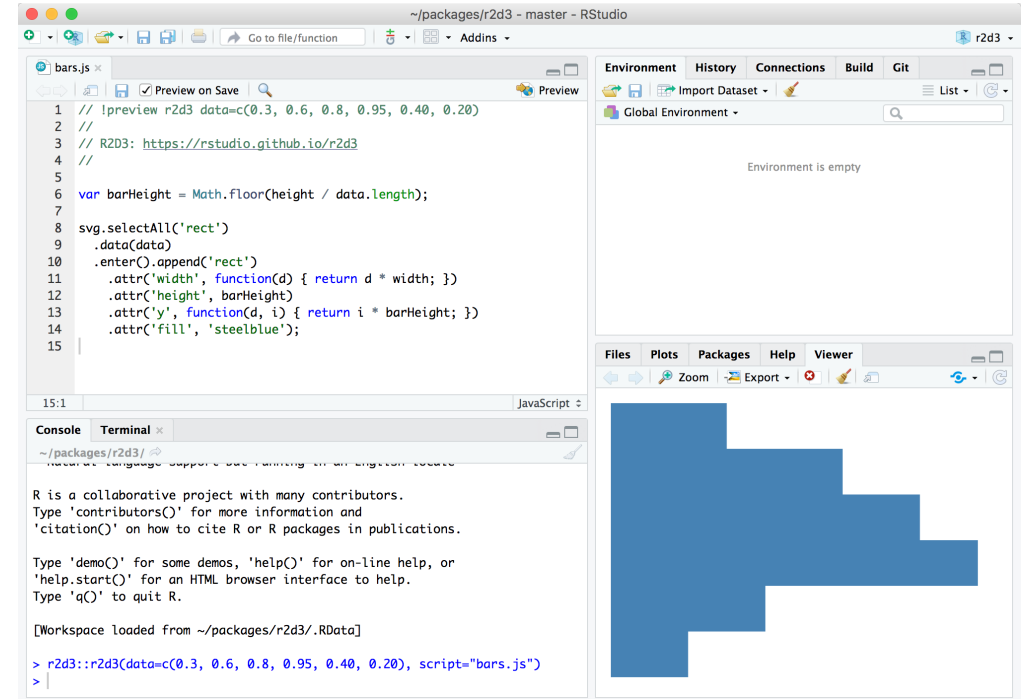 ~/packages/r2d3 - master - RStudio
Go to file/function
Addins
r2d3
bars.js
Preview on Save
Preview
1 // !preview r2d3 data=c(0.3, 0.6, 0.8, 0.95, 0.40, 0.20)
2 //
3 // R2D3: https://rstudio.github.io/r2d3
4 //
5
6 var barHeight = Math.floor(height / data.length);
7
8 svg.selectAll('rect')
9 .data(data)
10 .enter().append('rect')
11 .attr('width', function(d) { return d * width; })
12 .attr('height', barHeight)
13 .attr('y', function(d, i) { return i * barHeight; })
14 .attr('fill', 'steelblue');
15
15:1 JavaScript
Console Terminal
~/packages/r2d3/
Natural language support but running in an English locale
R is a collaborative project with many contributors.
Type 'contributors()' for more information and
'citation()' on how to cite R or R packages in publications.
Type 'demo()' for some demos, 'help()' for on-line help, or
'help.start()' for an HTML browser interface to help.
Type 'q()' to quit R.
[Workspace loaded from ~/packages/r2d3/.RData]
> r2d3::r2d3(data=c(0.3, 0.6, 0.8, 0.95, 0.40, 0.20), script="bars.js")
>
Environment History Connections Build Git
Import Dataset List
Global Environment
Environment is empty
Files Plots Packages Help Viewer
Zoom Export